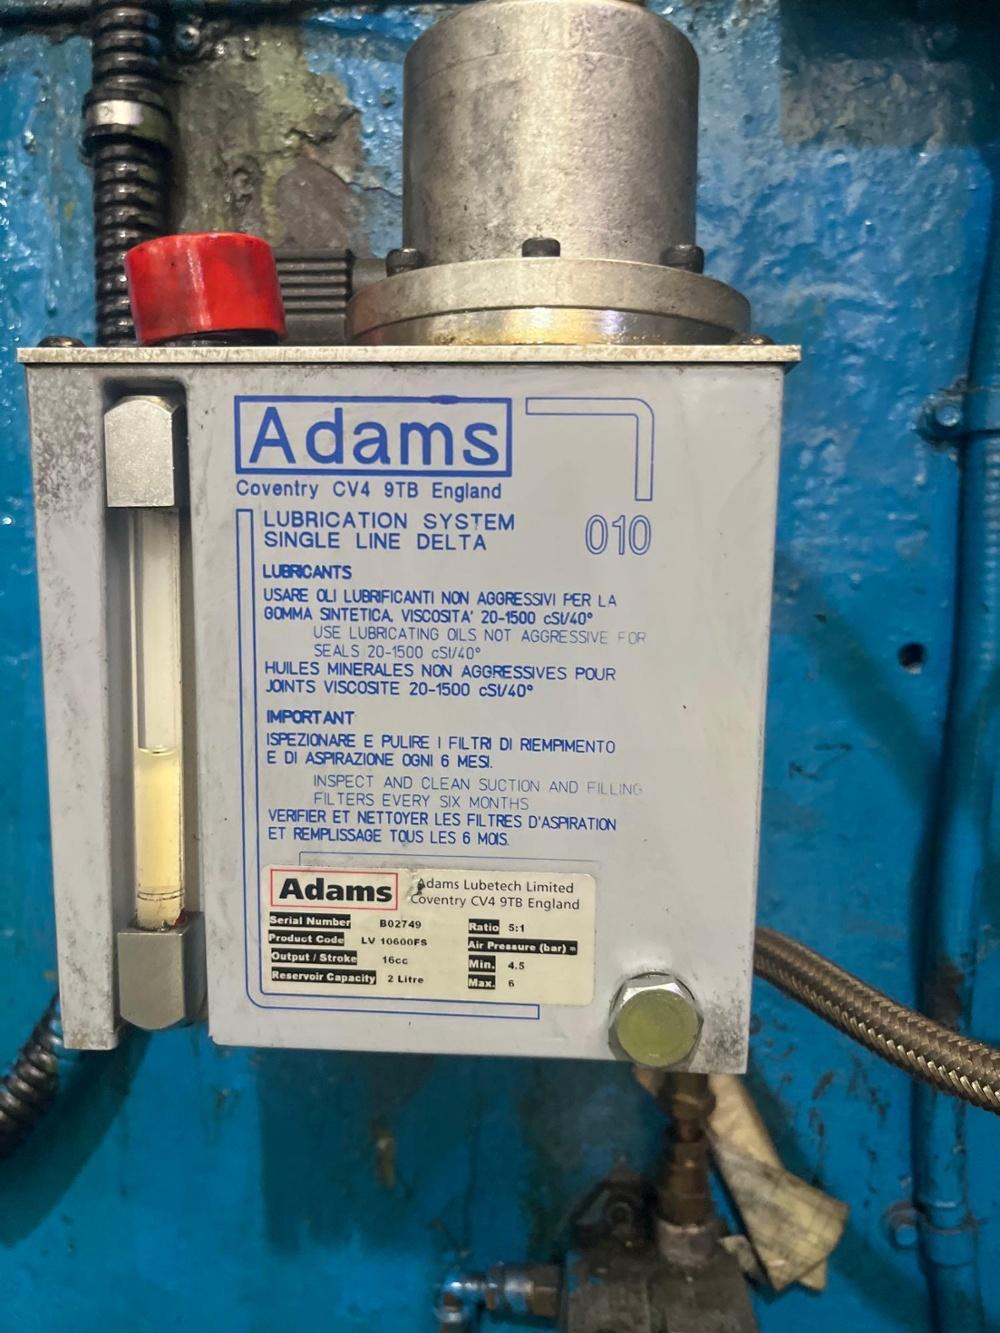 Adams
Coventry CV4 9TB England
LUBRICATION SYSTEM
SINGLE LINE DELTA
010
LUBRICANTS
USARE OLI LUBRIFICANTI NON AGGRESSIVI PER LA
GOMMA SINTETICA, VISCOSITA' 20-1500 cSt/40°
USE LUBRICATING OILS NOT AGGRESSIVE FOR
SEALS 20-1500 cSt/40°
HUILES MINERALES NON AGGRESSIVES POUR
JOINTS VISCOSITE 20-1500 cSt/40°
IMPORTANT
ISPEZIONARE E PULIRE I FILTRI DI RIEMPIMENTO
E DI ASPIRAZIONE OGNI 6 MESI.
INSPECT AND CLEAN SUCTION AND FILLING
FILTERS EVERY SIX MONTHS
VERIFIER ET NETTOYER LES FILTRES D'ASPIRATION
ET REMPLISSAGE TOUS LES 6 MOIS.
Adams
Adams Lubetech Limited
Coventry CV4 9TB England
Serial Number B02749
Product Code LV 10600FS
Output / Stroke 16cc
Reservoir Capacity 2 Litre
Ratio 5:1
Air Pressure (bar) =
Min. 4.5
Max. 6